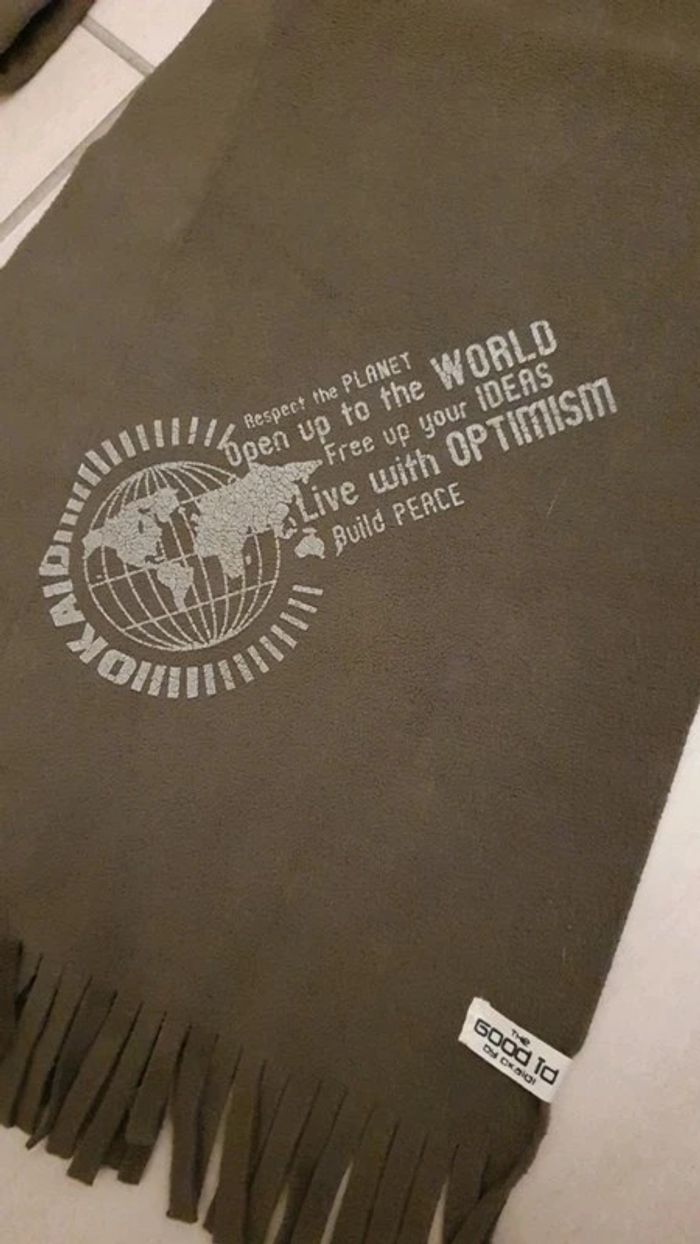 Respect the PLANET
Open up to the WORLD
Free up your IDEAS
Live with OPTIMISM
Build PEACE
OKAIDI
THE
GOOD Id
by okaidi